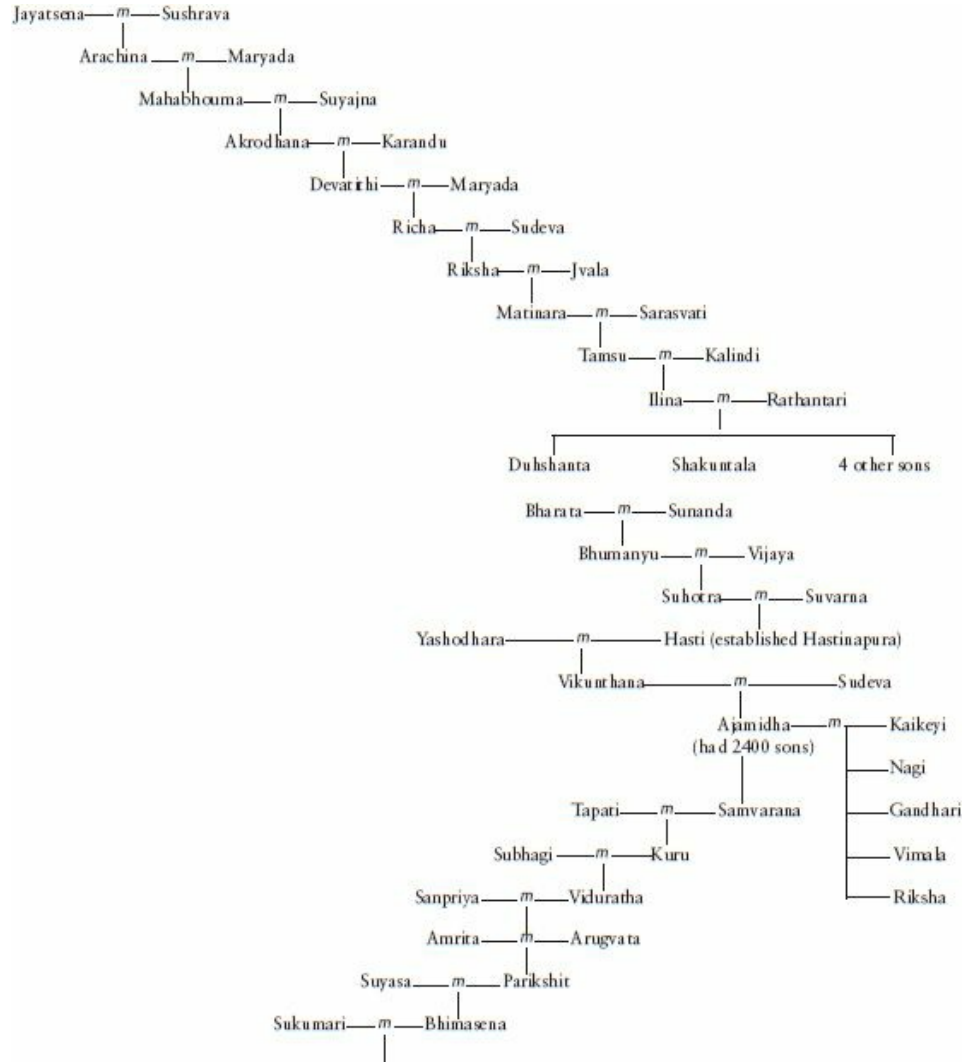 Jayatsena m Sushrava
Arachina m Maryada
Mahabhouma m Suyajna
Akrodhana m Karandu
Devatithi m Maryada
Richa m Sudeva
Riksha m Jvala
Matinara m Sarasvati
Tamsu m Kalindi
Ilina m Rathantari
Duhshanta Shakuntala 4 other sons
Bharata m Sunanda
Bhumanyu m Vijaya
Suhotra m Suvarna
Yashodhara m Hasti (established Hastinapura)
Vikunthana m Sudeva
Ajamidha m Kaikeyi
(had 2400 sons)
Nagi
Tapati m Samvarana Gandhari
Subhagi m Kuru Vimala
Sanpriya m Viduratha Riksha
Amrita m Arugvata
Suyasa m Parikshit
Sukumari m Bhimasena